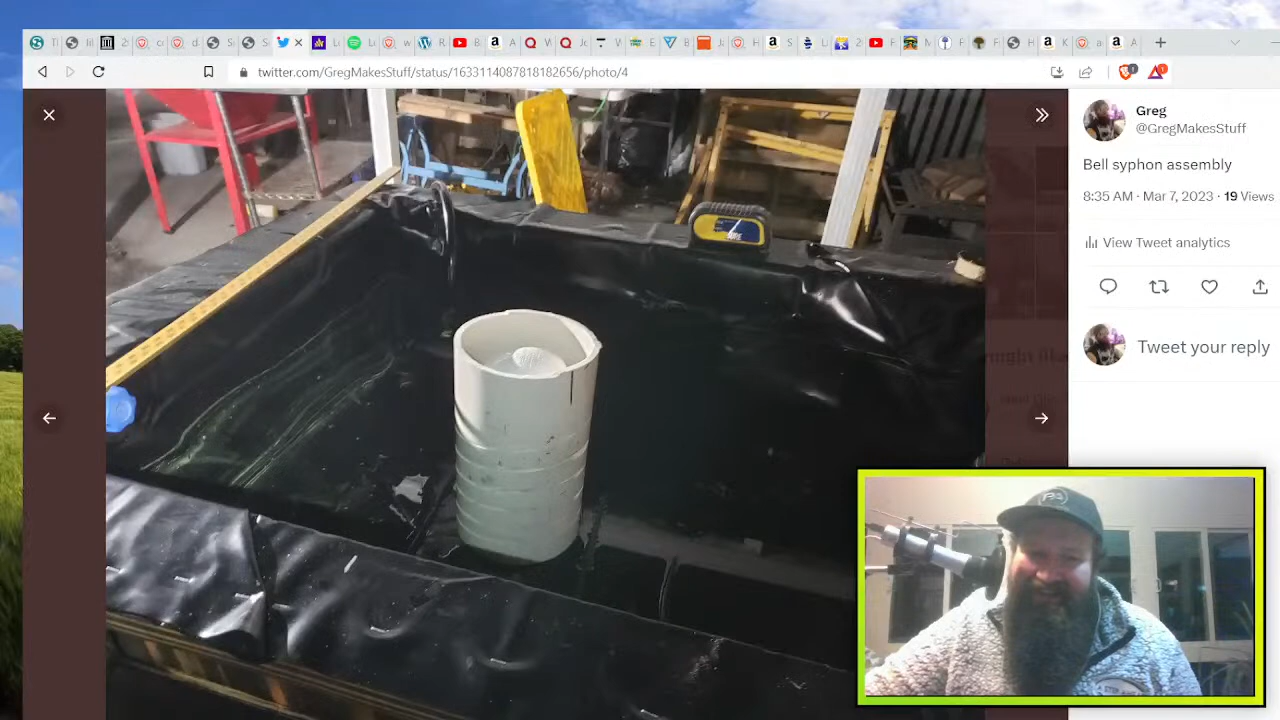 twitter.com/GregMakesStuff/status/1633114087818182656/photo/4
Greg
@GregMakesStuff
Bell syphon assembly
8:35 AM · Mar 7, 2023 · 19 Views
View Tweet analytics
Tweet your reply